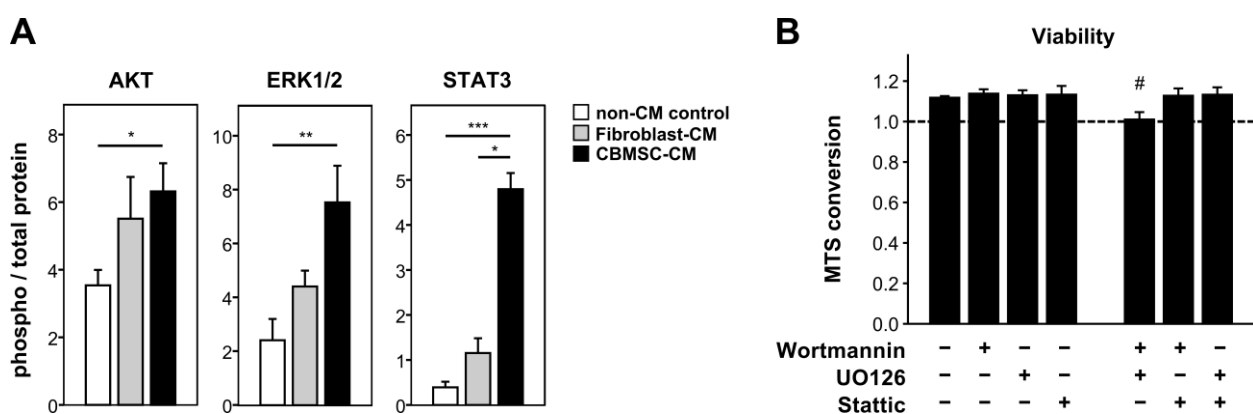 A
AKT
ERK1/2
STAT3
phospho / total protein
8
6
4
2
0
*
10
8
6
4
2
0
**
6
5
4
3
2
1
0
***
*
non-CM control
Fibroblast-CM
CBMSC-CM
B
Viability
MTS conversion
1.2
1.0
0.8
0.6
0.4
0.2
0.0
#
Wortmannin – + – – + + –
UO126 – – + – + – +
Stattic – – – + – + +